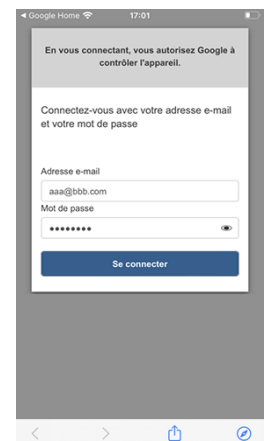 ◀ Google Home 17:01
En vous connectant, vous autorisez Google à
contrôler l'appareil.
Connectez-vous avec votre adresse e-mail
et votre mot de passe
Adresse e-mail
aaa@bbb.com
Mot de passe
••••••••
Se connecter